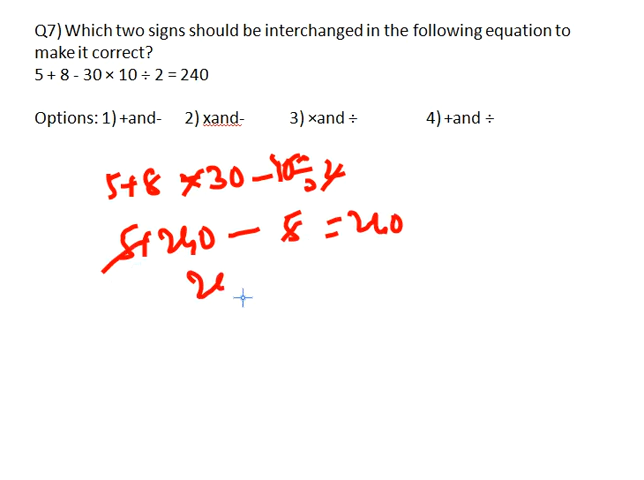 Q7) Which two signs should be interchanged in the following equation to
make it correct?
5 + 8 - 30 × 10 ÷ 2 = 240
Options: 1) +and- 2) xand- 3) ×and ÷ 4) +and ÷
5+8 × 30 - 10 5 2
5+ 240 - 5 = 240